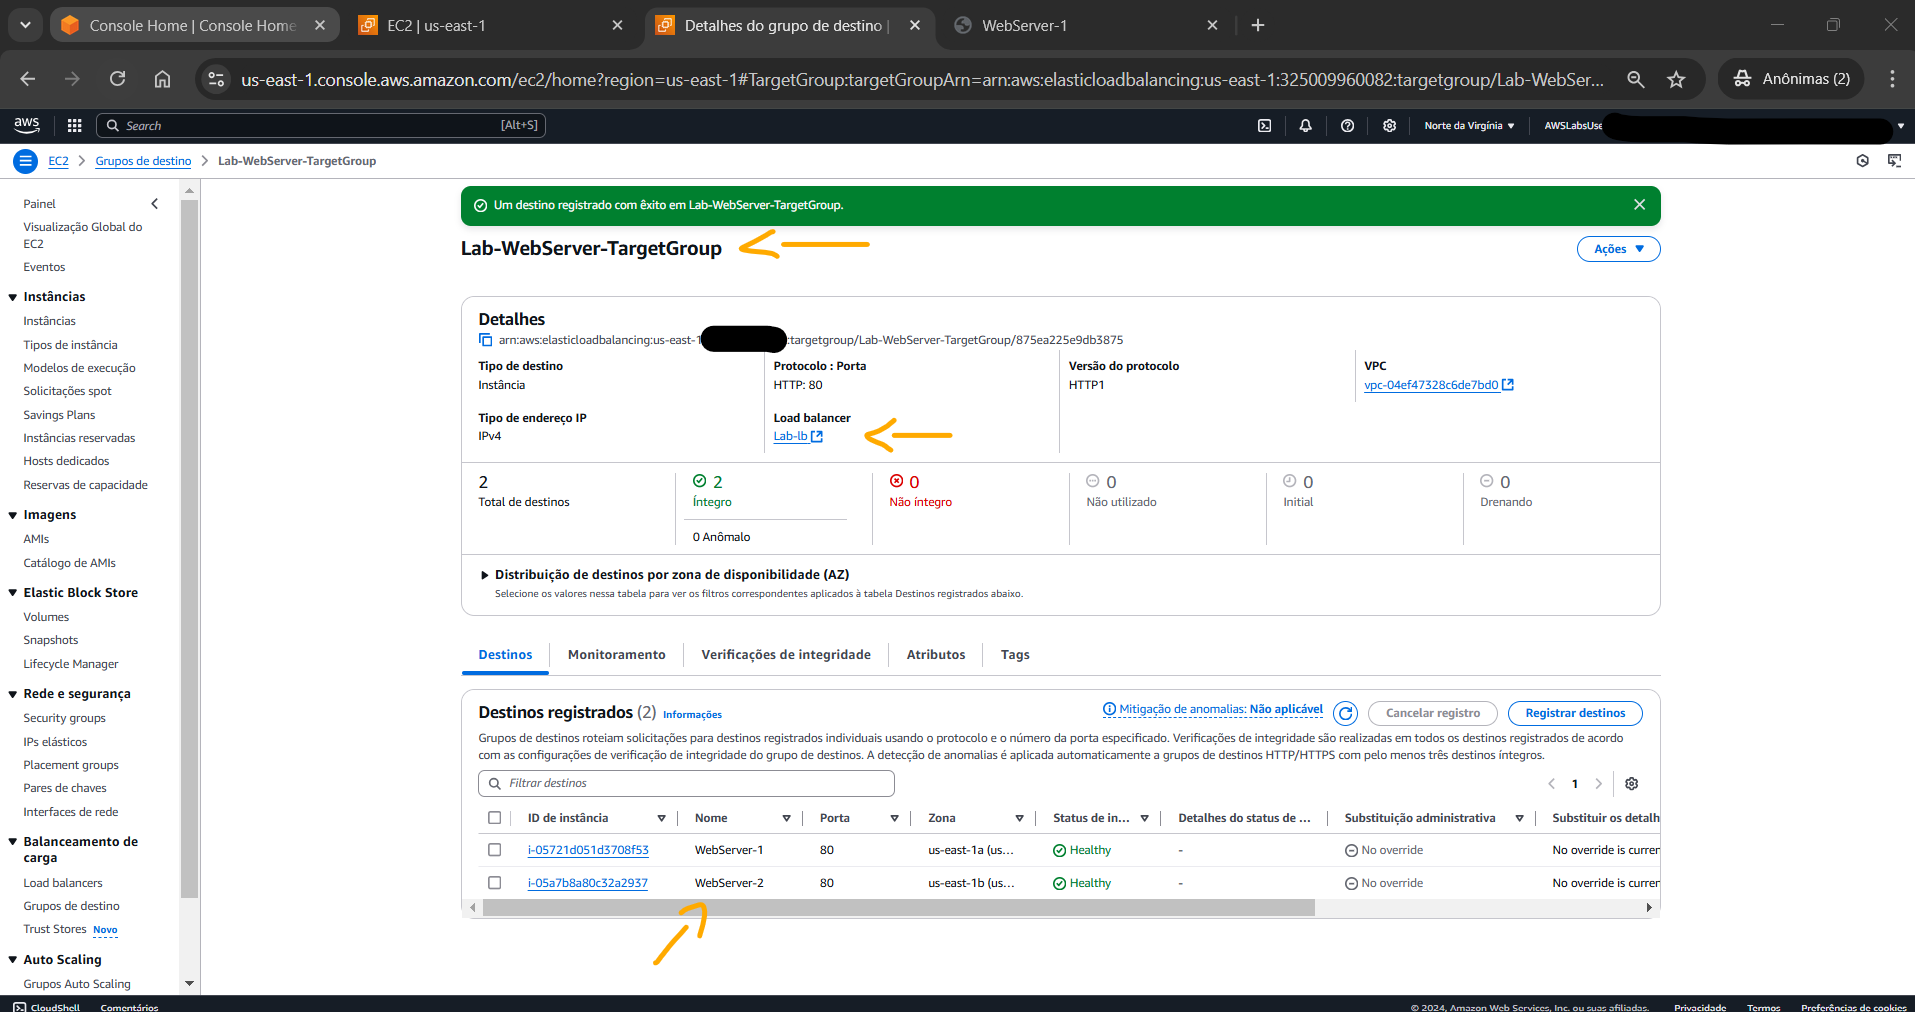 Console Home | Console Home
EC2 | us-east-1
Detalhes do grupo de destino |
WebServer-1
us-east-1.console.aws.amazon.com/ec2/home?region=us-east-1#TargetGroup:targetGroupArn=arn:aws:elasticloadbalancing:us-east-1:325009960082:targetgroup/Lab-WebSer...
Anônimas (2)
aws
Search
[Alt+S]
Norte da Virgínia
AWSLabsUse
EC2 > Grupos de destino > Lab-WebServer-TargetGroup
Painel
Visualização Global do
EC2
Eventos
Instâncias
Instâncias
Tipos de instância
Modelos de execução
Solicitações spot
Savings Plans
Instâncias reservadas
Hosts dedicados
Reservas de capacidade
Imagens
AMIs
Catálogo de AMIs
Elastic Block Store
Volumes
Snapshots
Lifecycle Manager
Rede e segurança
Security groups
IPs elásticos
Placement groups
Pares de chaves
Interfaces de rede
Balanceamento de
carga
Load balancers
Grupos de destino
Trust Stores Novo
Auto Scaling
Grupos Auto Scaling
Um destino registrado com êxito em Lab-WebServer-TargetGroup.
Lab-WebServer-TargetGroup
Ações
Detalhes
arn:aws:elasticloadbalancing:us-east-1 :targetgroup/Lab-WebServer-TargetGroup/875ea225e9db3875
Tipo de destino
Instância
Protocolo : Porta
HTTP: 80
Versão do protocolo
HTTP1
VPC
vpc-04ef47328c6de7bd0
Tipo de endereço IP
IPv4
Load balancer
Lab-lb
2
Total de destinos
2
Íntegro
0 Anômalo
0
Não íntegro
0
Não utilizado
0
Initial
0
Drenando
Distribuição de destinos por zona de disponibilidade (AZ)
Selecione os valores nessa tabela para ver os filtros correspondentes aplicados à tabela Destinos registrados abaixo.
Destinos
Monitoramento
Verificações de integridade
Atributos
Tags
Destinos registrados (2) Informações
Mitigação de anomalias: Não aplicável
Cancelar registro
Registrar destinos
Grupos de destinos roteiam solicitações para destinos registrados individuais usando o protocolo e o número da porta especificado. Verificações de integridade são realizadas em todos os destinos registrados de acordo
com as configurações de verificação de integridade do grupo de destinos. A detecção de anomalias é aplicada automaticamente a grupos de destinos HTTP/HTTPS com pelo menos três destinos íntegros.
Filtrar destinos
1
ID de instância
Nome
Porta
Zona
Status de in...
Detalhes do status de ...
Substituição administrativa
Substituir os detalh
i-05721d051d3708f53 WebServer-1 80 us-east-1a (us... Healthy - No override No override is currer
i-05a7b8a80c32a2937 WebServer-2 80 us-east-1b (us... Healthy - No override No override is currer
CloudShell
Comentários
© 2024, Amazon Web Services, Inc. ou suas afiliadas.
Privacidade
Termos
Preferências de cookies